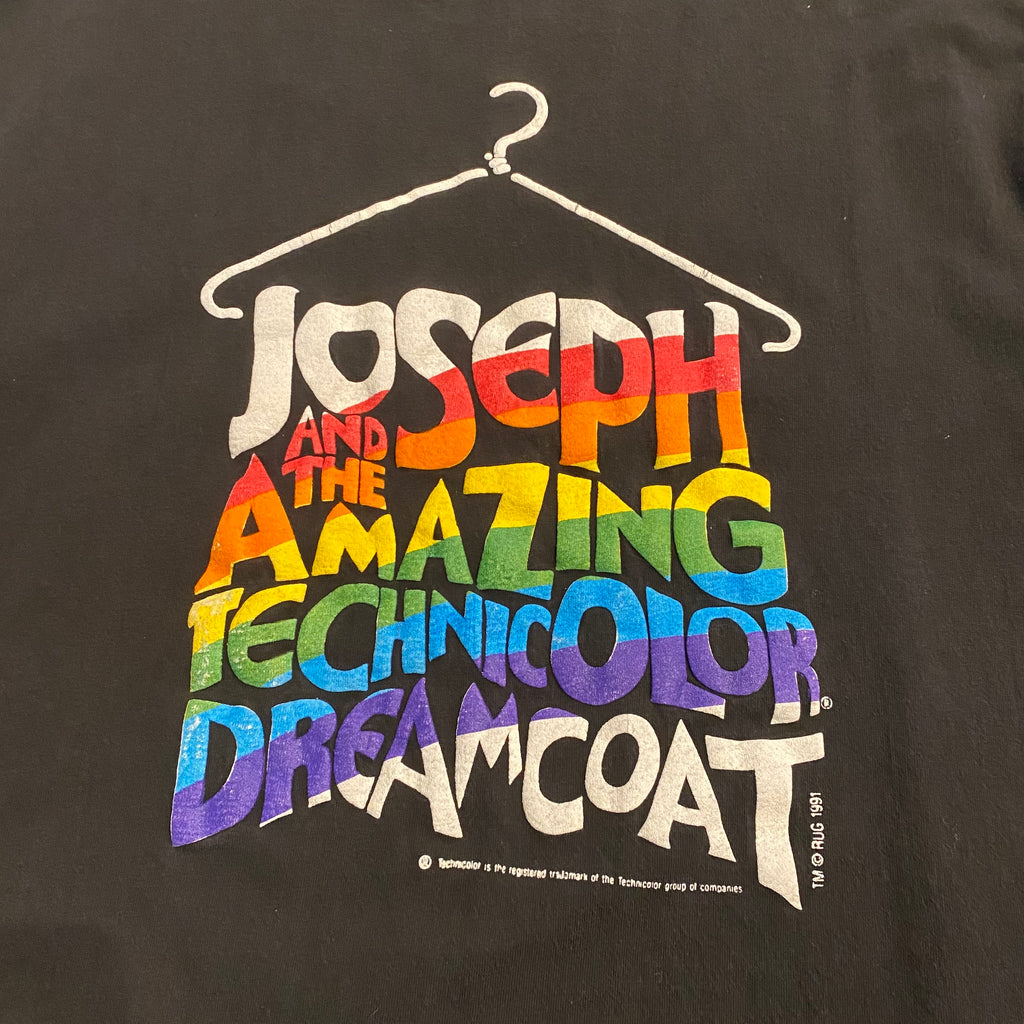 JOSEPH
AND
THE
AMAZING
TECHNICOLOR®
DREAMCOAT
® Technicolor is the registered trademark of the Technicolor group of companies
TM © RUG 1991